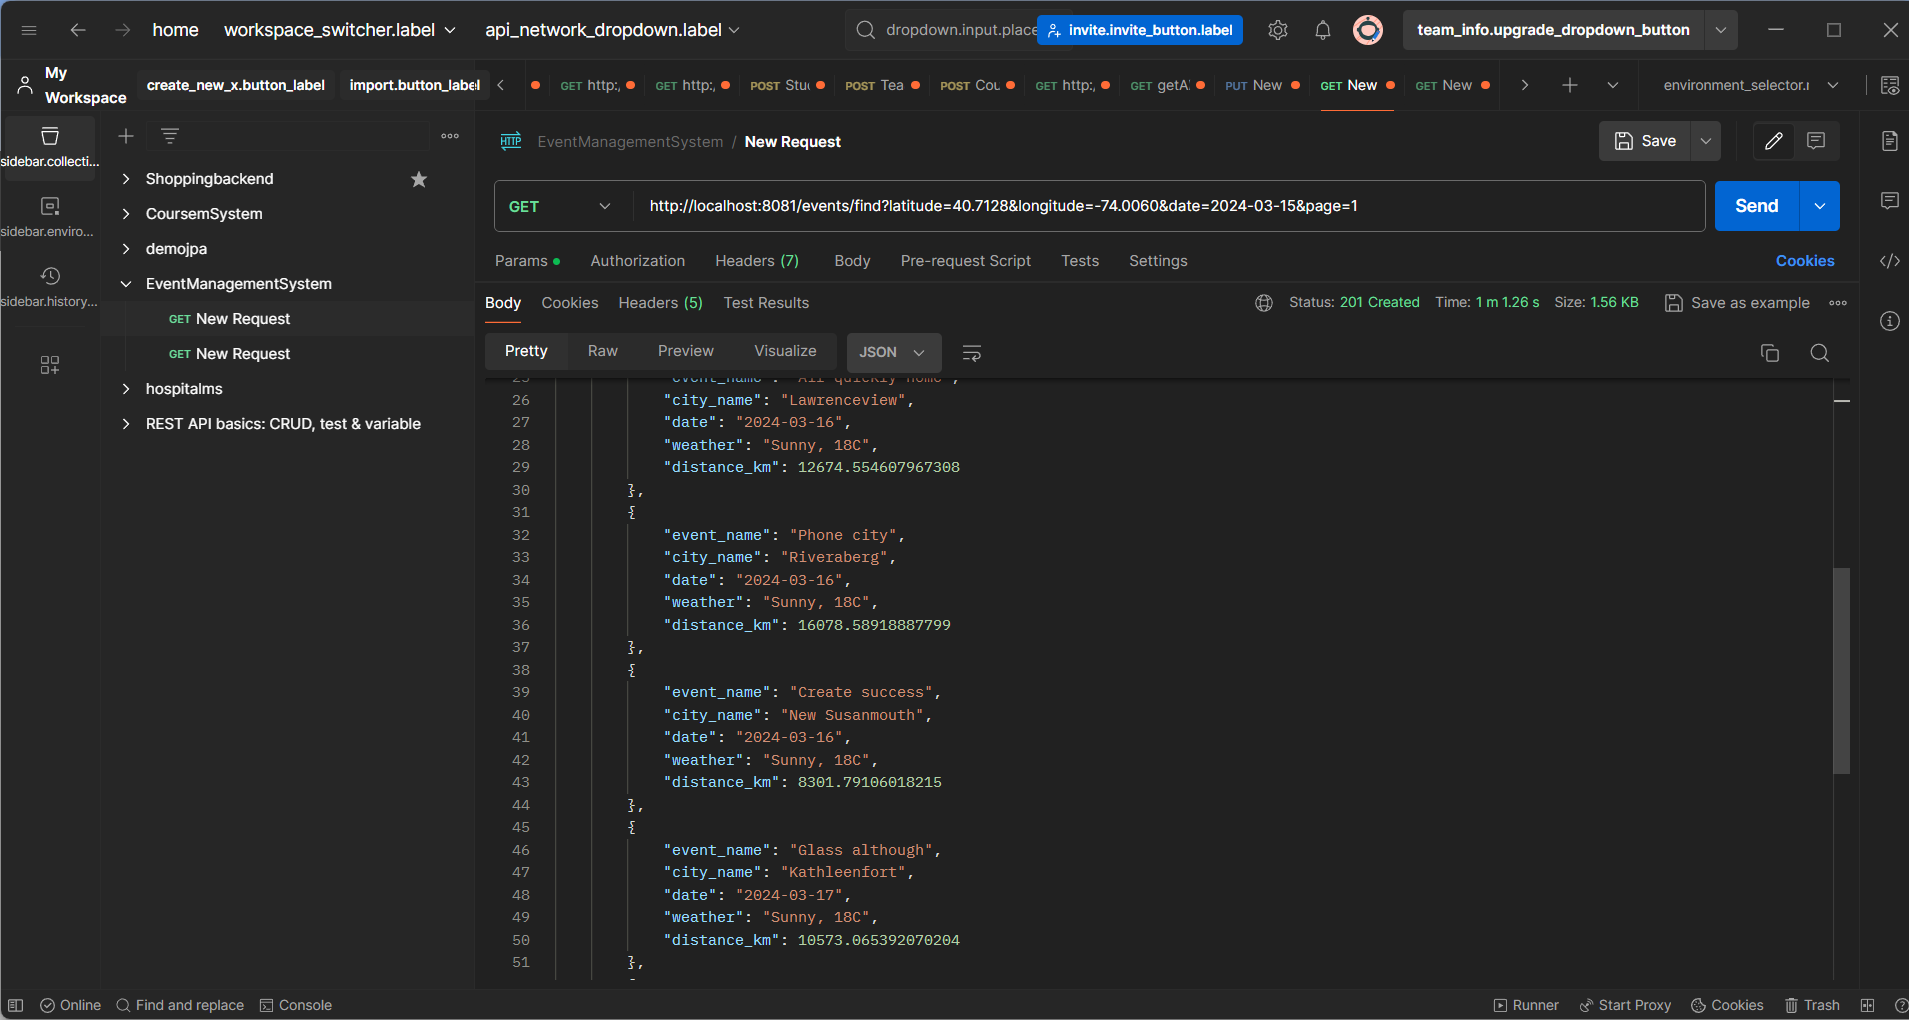 home
workspace_switcher.label
api_network_dropdown.label
dropdown.input.place
invite.invite_button.label
team_info.upgrade_dropdown_button
My Workspace
create_new_x.button_label
import.button_label
GET http:/
GET http:/
POST Stu
POST Tea
POST Cou
GET http:/
GET getA
PUT New
GET New
GET New
environment_selector.r
sidebar.collecti...
sidebar.enviro...
sidebar.history...
Shoppingbackend
CoursemSystem
demojpa
EventManagementSystem
GET New Request
GET New Request
hospitalms
REST API basics: CRUD, test & variable
HTTP
EventManagementSystem / New Request
Save
GET
http://localhost:8081/events/find?latitude=40.7128&longitude=-74.0060&date=2024-03-15&page=1
Send
Params
Authorization
Headers (7)
Body
Pre-request Script
Tests
Settings
Cookies
Body
Cookies
Headers (5)
Test Results
Status: 201 Created
Time: 1 m 1.26 s
Size: 1.56 KB
Save as example
Pretty
Raw
Preview
Visualize
JSON
25 "event_name": "All quickly home",
26 "city_name": "Lawrenceview",
27 "date": "2024-03-16",
28 "weather": "Sunny, 18C",
29 "distance_km": 12674.554607967308
30 },
31 {
32 "event_name": "Phone city",
33 "city_name": "Riveraberg",
34 "date": "2024-03-16",
35 "weather": "Sunny, 18C",
36 "distance_km": 16078.58918887799
37 },
38 {
39 "event_name": "Create success",
40 "city_name": "New Susanmouth",
41 "date": "2024-03-16",
42 "weather": "Sunny, 18C",
43 "distance_km": 8301.79106018215
44 },
45 {
46 "event_name": "Glass although",
47 "city_name": "Kathleenfort",
48 "date": "2024-03-17",
49 "weather": "Sunny, 18C",
50 "distance_km": 10573.065392070204
51 },
Online
Find and replace
Console
Runner
Start Proxy
Cookies
Trash